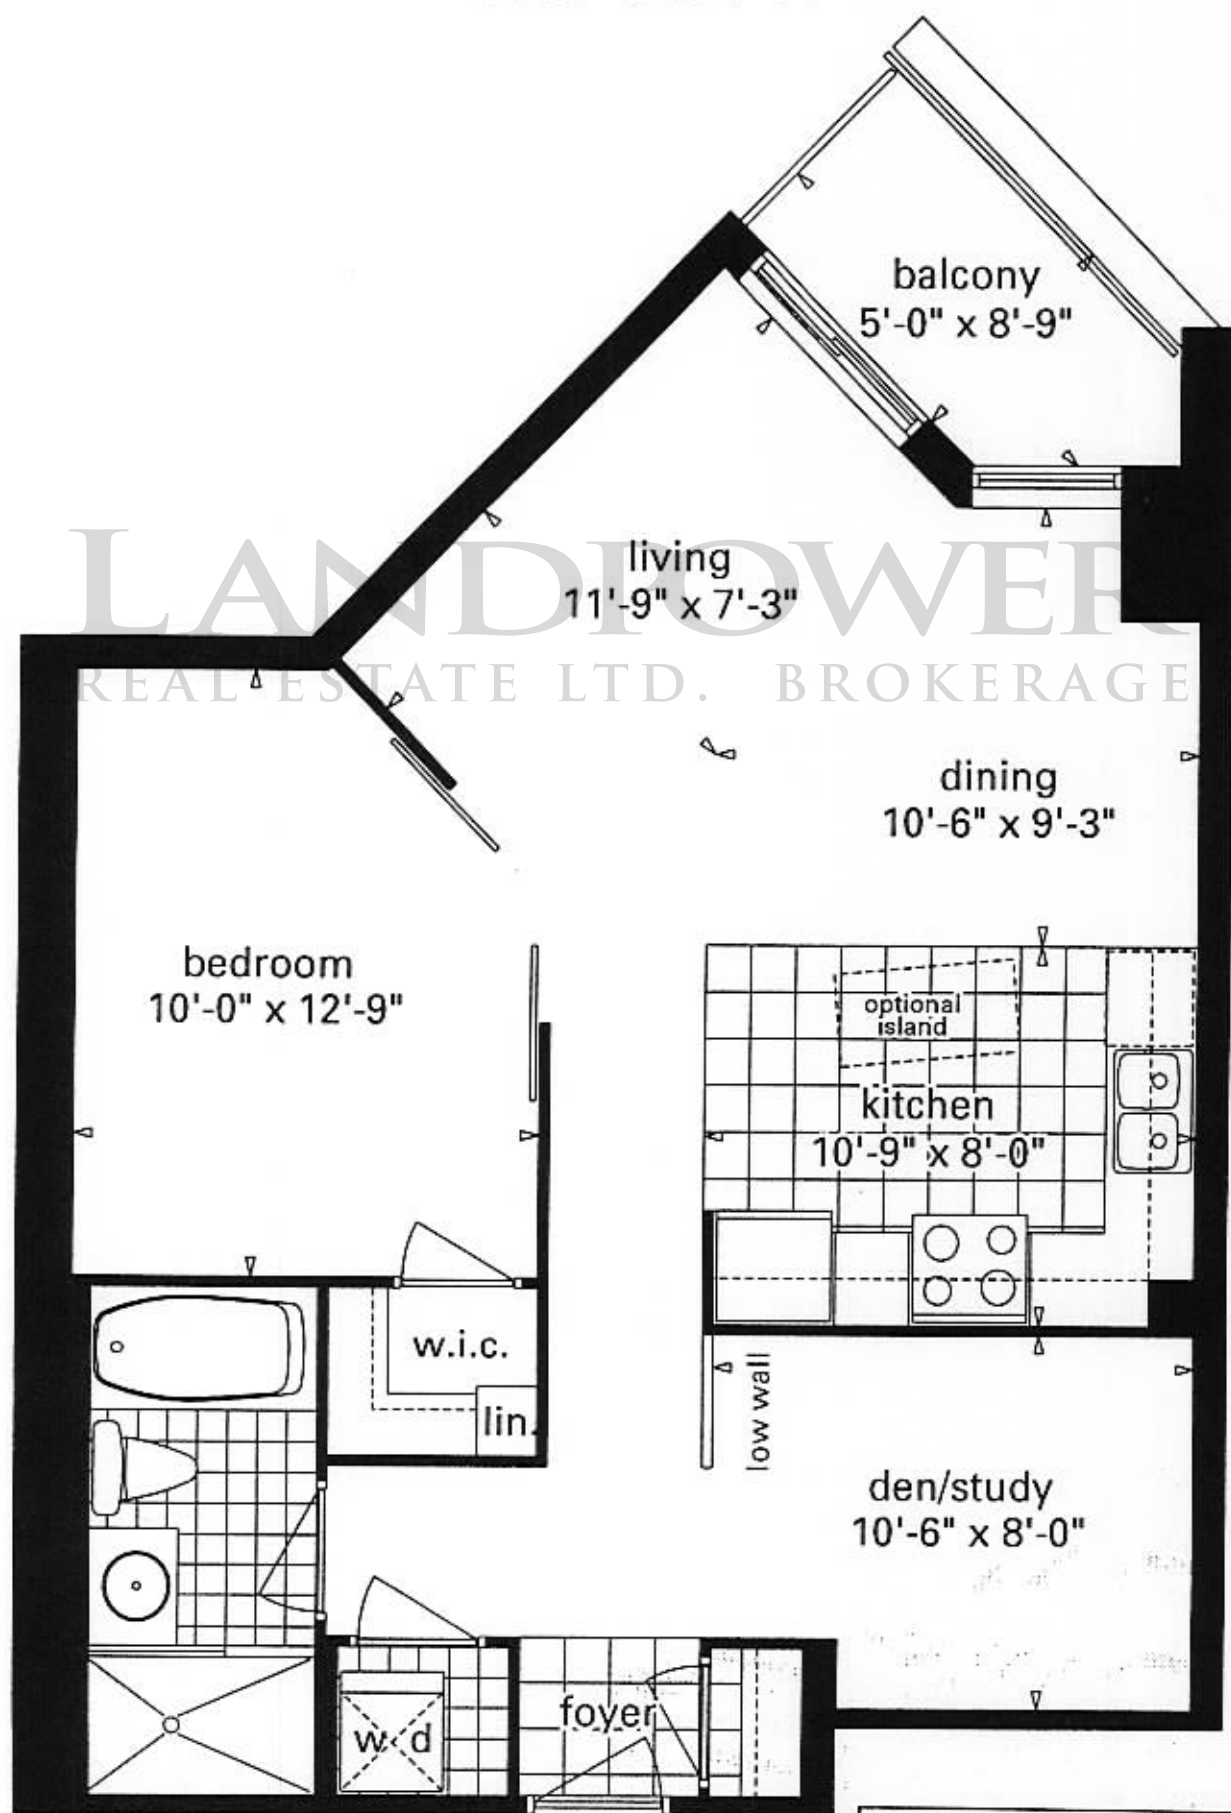 balcony
5'-0" x 8'-9"
living
11'-9" x 7'-3"
LANDPOWER
REAL ESTATE LTD. BROKERAGE
dining
10'-6" x 9'-3"
bedroom
10'-0" x 12'-9"
optional
island
kitchen
10'-9" x 8'-0"
w.i.c.
lin.
low wall
den/study
10'-6" x 8'-0"
foyer
w d